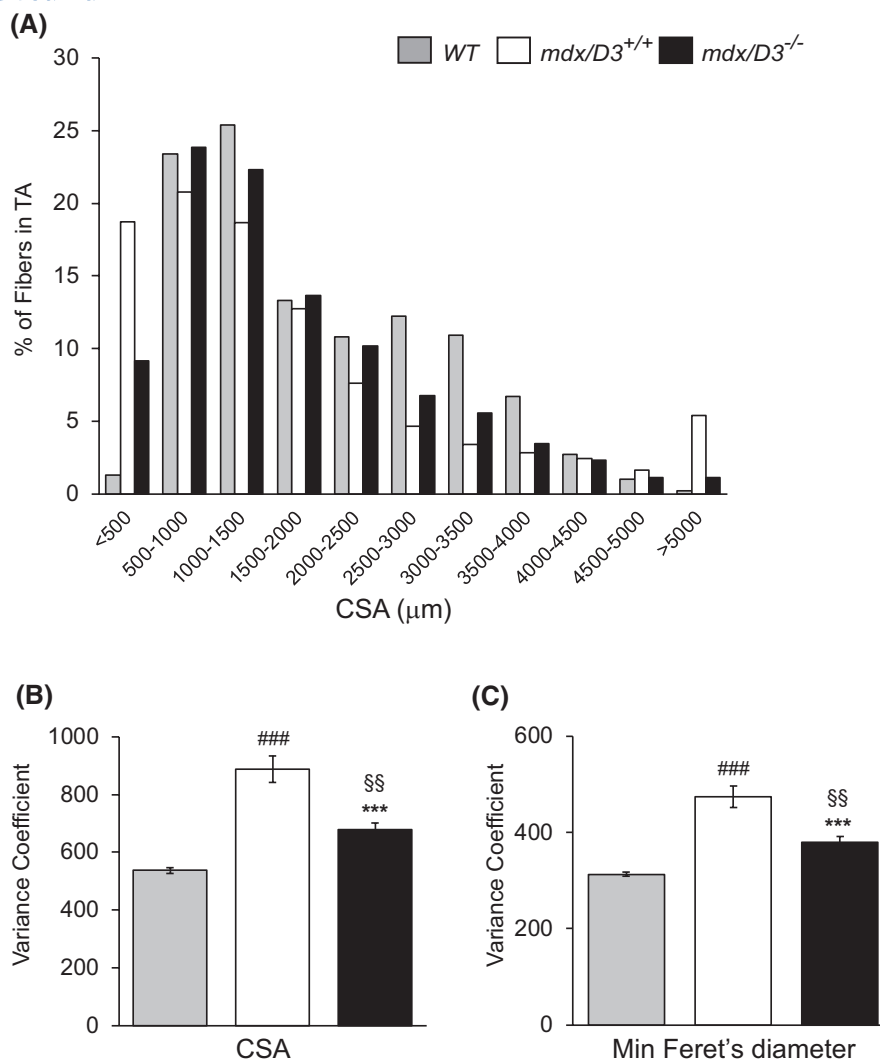 (A)
WT mdx/D3+/+ mdx/D3-/-
30
25
20
15
10
5
0
% of Fibers in TA
<500 500-1000 1000-1500 1500-2000 2000-2500 2500-3000 3000-3500 3500-4000 4000-4500 4500-5000 >5000
CSA (μm)
(B)
1000
800
600
400
200
0
Variance Coefficient
###
§§
***
CSA
(C)
600
400
200
0
Variance Coefficient
###
§§
***
Min Feret's diameter